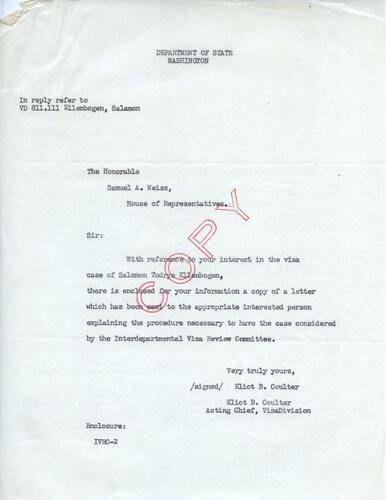 DEPARTMENT OF STATE
WASHINGTON
In reply refer to
VD 811.111 Ellenbogen, Salamon
The Honorable
Samuel A. Weiss,
House of Representatives.
Sir:
With reference to your interest in the visa
case of Salomon Tobrys Ellenbogen,
there is enclosed for your information a copy of a letter
which has been sent to the appropriate interested person
explaining the procedure necessary to have the case considered
by the Interdepartmental Visa Review Committee.
COPY
Very truly yours,
/signed/ Eliot B. Coulter
Eliot B. Coulter
Acting Chief, VisaDivision
Enclosure:
IVRC-2